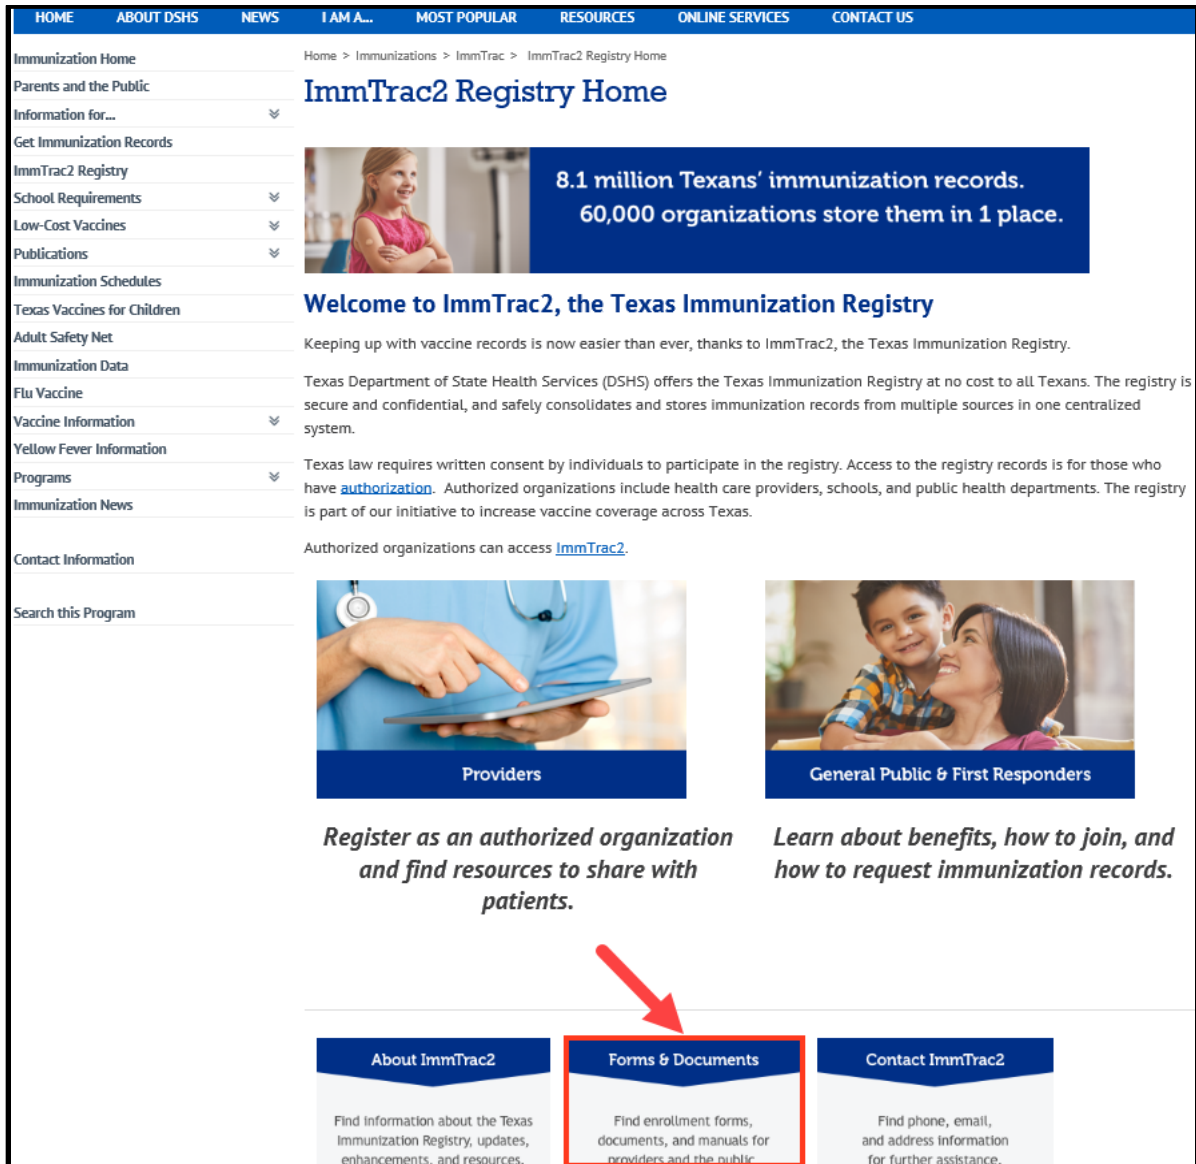 HOME ABOUT DSHS NEWS I AM A... MOST POPULAR RESOURCES ONLINE SERVICES CONTACT US
Immunization Home
Parents and the Public
Information for...
Get Immunization Records
ImmTrac2 Registry
School Requirements
Low-Cost Vaccines
Publications
Immunization Schedules
Texas Vaccines for Children
Adult Safety Net
Immunization Data
Flu Vaccine
Vaccine Information
Yellow Fever Information
Programs
Immunization News
Contact Information
Search this Program
Home > Immunizations > ImmTrac > ImmTrac2 Registry Home
ImmTrac2 Registry Home
8.1 million Texans' immunization records.
60,000 organizations store them in 1 place.
Welcome to ImmTrac2, the Texas Immunization Registry
Keeping up with vaccine records is now easier than ever, thanks to ImmTrac2, the Texas Immunization Registry.
Texas Department of State Health Services (DSHS) offers the Texas Immunization Registry at no cost to all Texans. The registry is
secure and confidential, and safely consolidates and stores immunization records from multiple sources in one centralized
system.
Texas law requires written consent by individuals to participate in the registry. Access to the registry records is for those who
have authorization. Authorized organizations include health care providers, schools, and public health departments. The registry
is part of our initiative to increase vaccine coverage across Texas.
Authorized organizations can access ImmTrac2.
Providers
Register as an authorized organization
and find resources to share with
patients.
General Public & First Responders
Learn about benefits, how to join, and
how to request immunization records.
About ImmTrac2
Find information about the Texas
Immunization Registry, updates,
enhancements, and resources.
Forms & Documents
Find enrollment forms,
documents, and manuals for
providers and the public
Contact ImmTrac2
Find phone, email,
and address information
for further assistance.